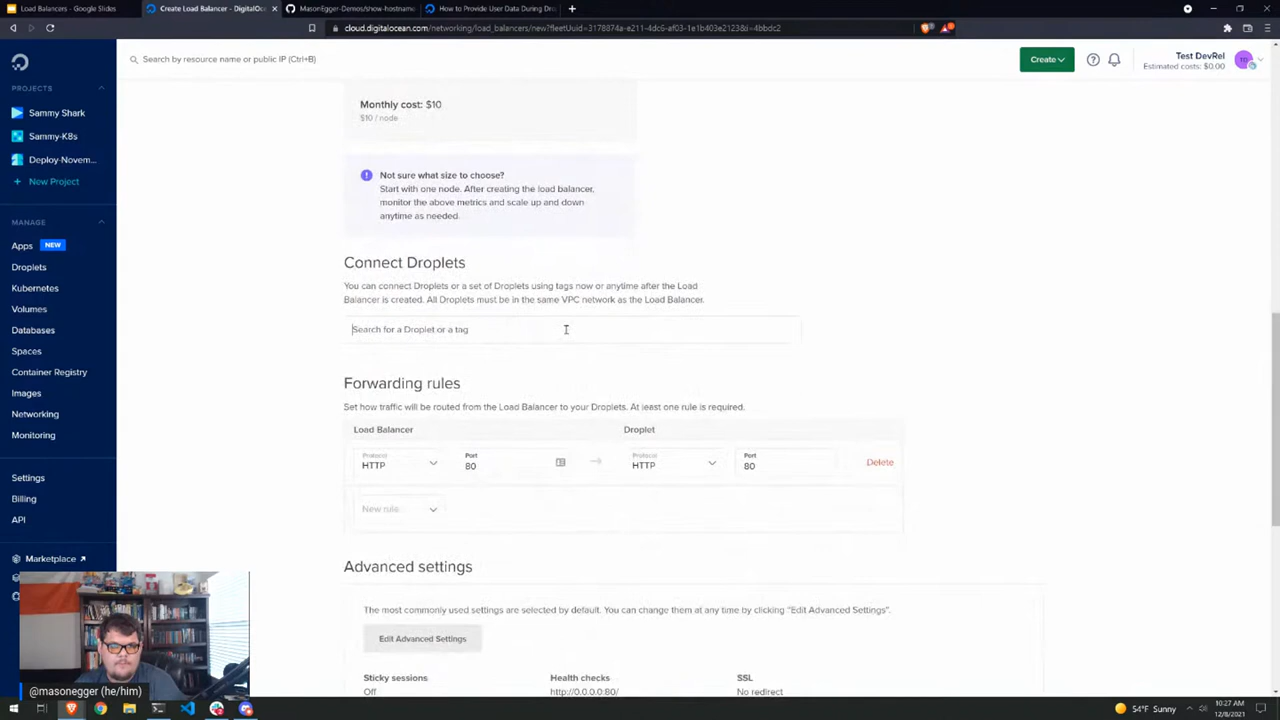 Load Balancers - Google Slides
Create Load Balancer - DigitalOce
MasonEgger-Demos/show-hostname
How to Provide User Data During Dro
cloud.digitalocean.com/networking/load_balancers/new?fleetUuid=
Search by resource name or public IP (Ctrl+B)
Create
Test DevRel
Estimated costs: $0.00
PROJECTS
Sammy Shark
Sammy-K8s
Deploy-Novem...
+ New Project
MANAGE
Apps NEW
Droplets
Kubernetes
Volumes
Databases
Spaces
Container Registry
Images
Networking
Monitoring
Settings
Billing
API
Marketplace
Monthly cost: $10
$10 / node
Not sure what size to choose?
Start with one node. After creating the load balancer,
monitor the above metrics and scale up and down
anytime as needed.
Connect Droplets
You can connect Droplets or a set of Droplets using tags now or anytime after the Load
Balancer is created. All Droplets must be in the same VPC network as the Load Balancer.
Search for a Droplet or a tag
Forwarding rules
Set how traffic will be routed from the Load Balancer to your Droplets. At least one rule is required.
Load Balancer Droplet
Protocol Port Protocol Port
HTTP 80 HTTP 80 Delete
New rule
Advanced settings
The most commonly used settings are selected by default. You can change them at any time by clicking "Edit Advanced Settings".
Edit Advanced Settings
Sticky sessions Health checks SSL
Off http://0.0.0.0:80/ No redirect
@masonegger (he/him)
54°F Sunny
10:27 AM
12/8/2021